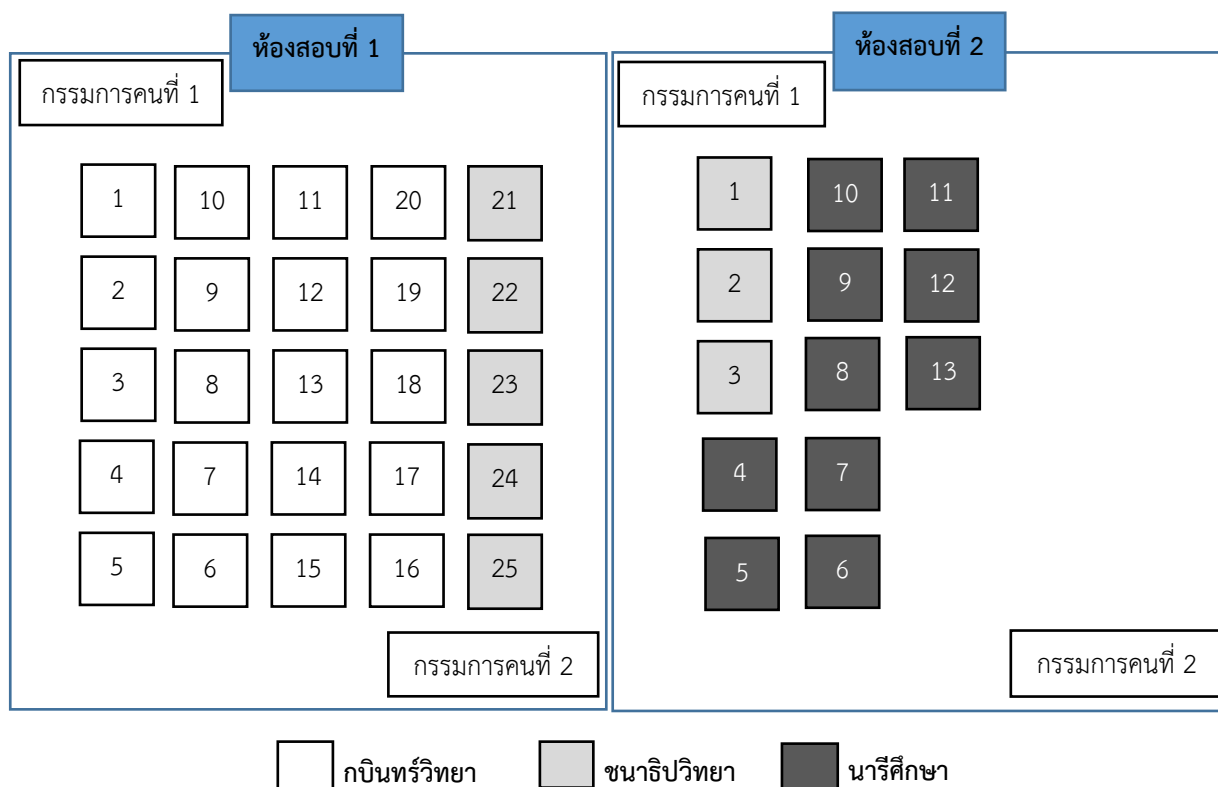 ห้องสอบที่ 1
กรรมการคนที่ 1
1 10 11 20 21
2 9 12 19 22
3 8 13 18 23
4 7 14 17 24
5 6 15 16 25
กรรมการคนที่ 2
ห้องสอบที่ 2
กรรมการคนที่ 1
1 10 11
2 9 12
3 8 13
4 7
5 6
กรรมการคนที่ 2
กบินทร์วิทยา ชนาธิปวิทยา นารีศึกษา